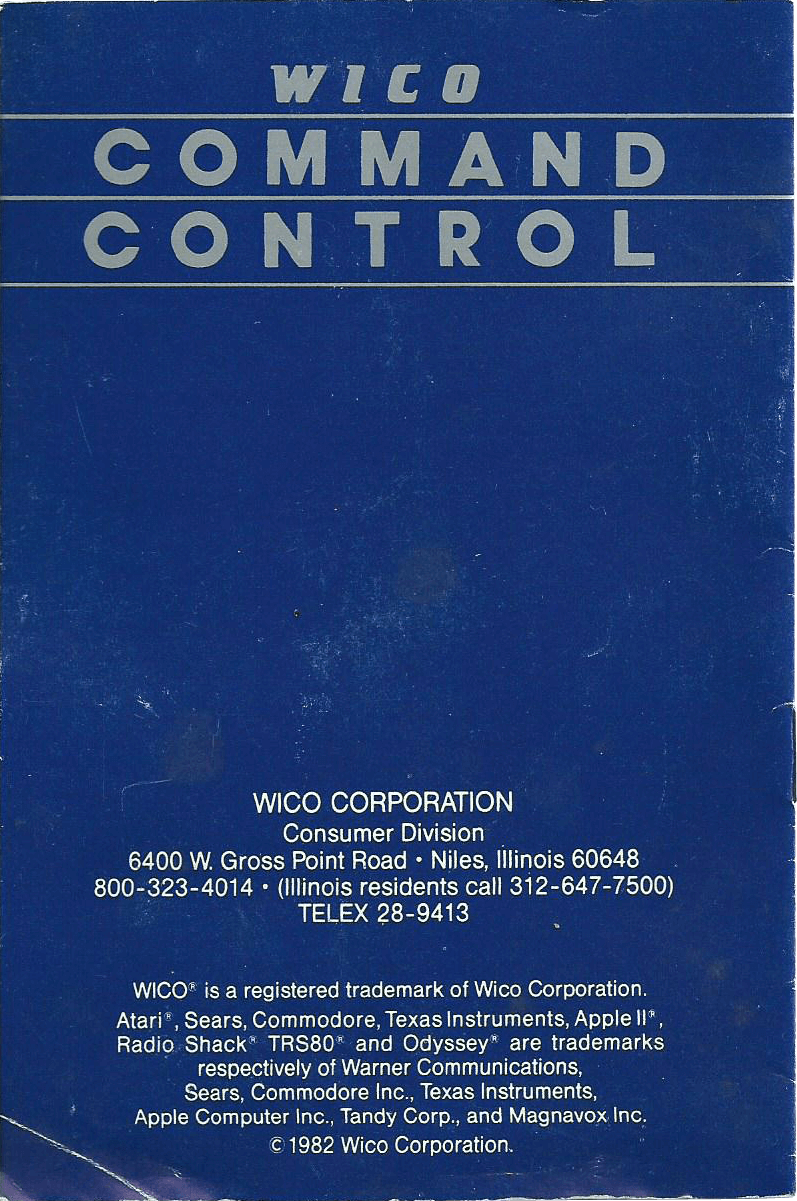 WICO
COMMAND
CONTROL
WICO CORPORATION
Consumer Division
6400 W. Gross Point Road • Niles, Illinois 60648
800-323-4014 • (Illinois residents call 312-647-7500)
TELEX 28-9413
WICO® is a registered trademark of Wico Corporation.
Atari®, Sears, Commodore, Texas Instruments, Apple II®,
Radio Shack® TRS80® and Odyssey® are trademarks
respectively of Warner Communications,
Sears, Commodore Inc., Texas Instruments,
Apple Computer Inc., Tandy Corp., and Magnavox Inc.
© 1982 Wico Corporation.